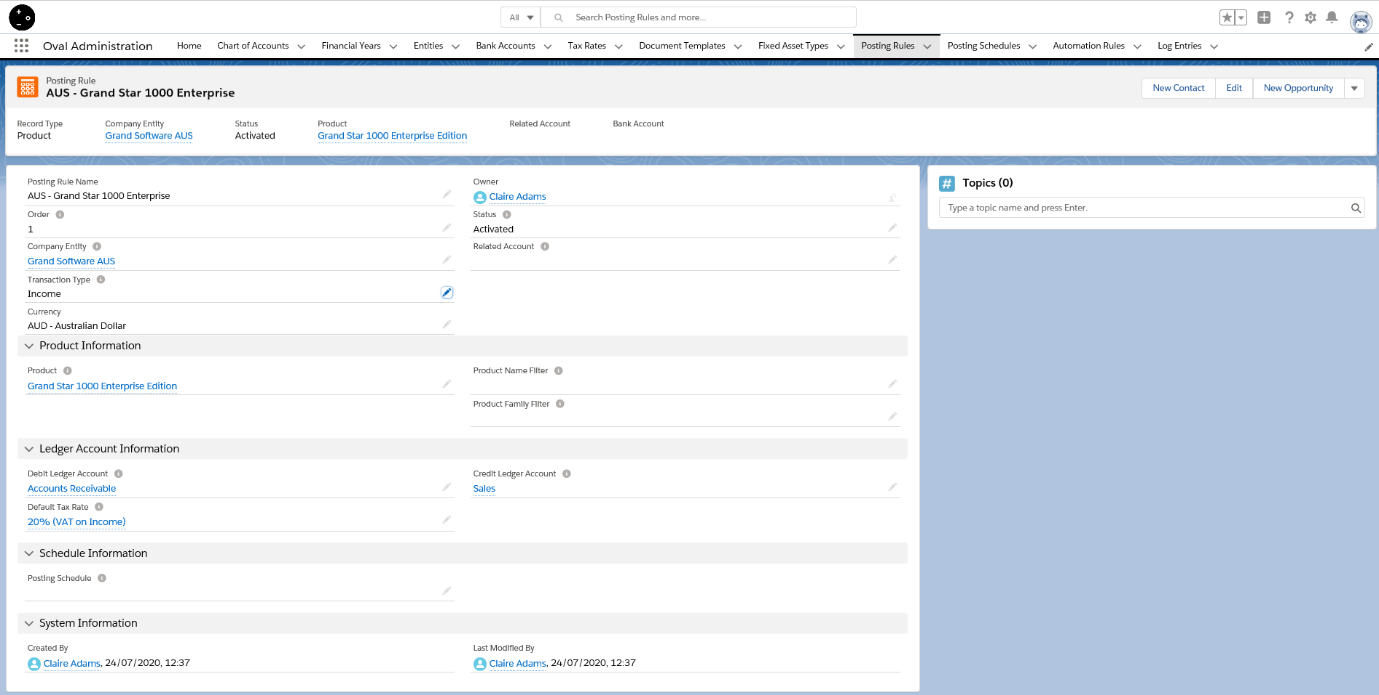 All
Search Posting Rules and more...
Oval Administration Home Chart of Accounts Financial Years Entities Bank Accounts Tax Rates Document Templates Fixed Asset Types Posting Rules Posting Schedules Automation Rules Log Entries
Posting Rule
AUS - Grand Star 1000 Enterprise
New Contact Edit New Opportunity
Record Type Company Entity Status Product Related Account Bank Account
Product Grand Software AUS Activated Grand Star 1000 Enterprise Edition
Posting Rule Name
AUS - Grand Star 1000 Enterprise
Order
1
Company Entity
Grand Software AUS
Transaction Type
Income
Currency
AUD - Australian Dollar
Owner
Claire Adams
Status
Activated
Related Account
Product Information
Product
Grand Star 1000 Enterprise Edition
Product Name Filter
Product Family Filter
Ledger Account Information
Debit Ledger Account
Accounts Receivable
Default Tax Rate
20% (VAT on Income)
Credit Ledger Account
Sales
Schedule Information
Posting Schedule
System Information
Created By
Claire Adams, 24/07/2020, 12:37
Last Modified By
Claire Adams, 24/07/2020, 12:37
Topics (0)
Type a topic name and press Enter.